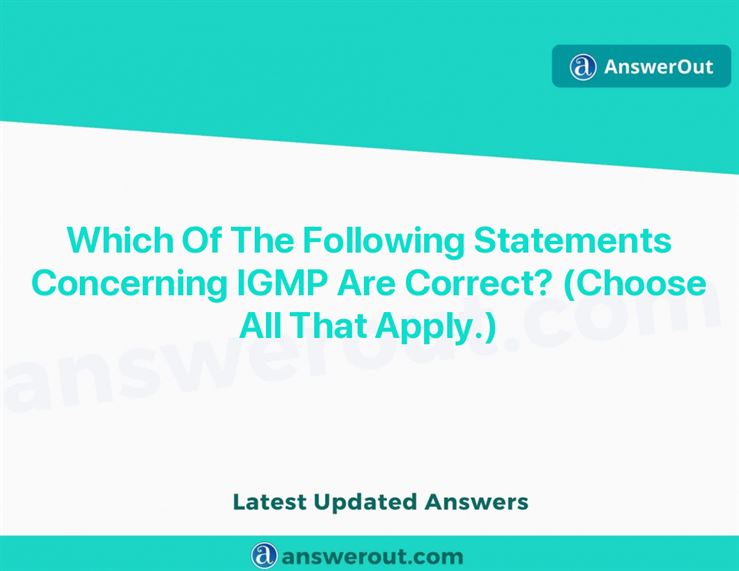 AnswerOut
Which Of The Following Statements
Concerning IGMP Are Correct? (Choose
All That Apply.)
answerout.com
Latest Updated Answers
answerout.com